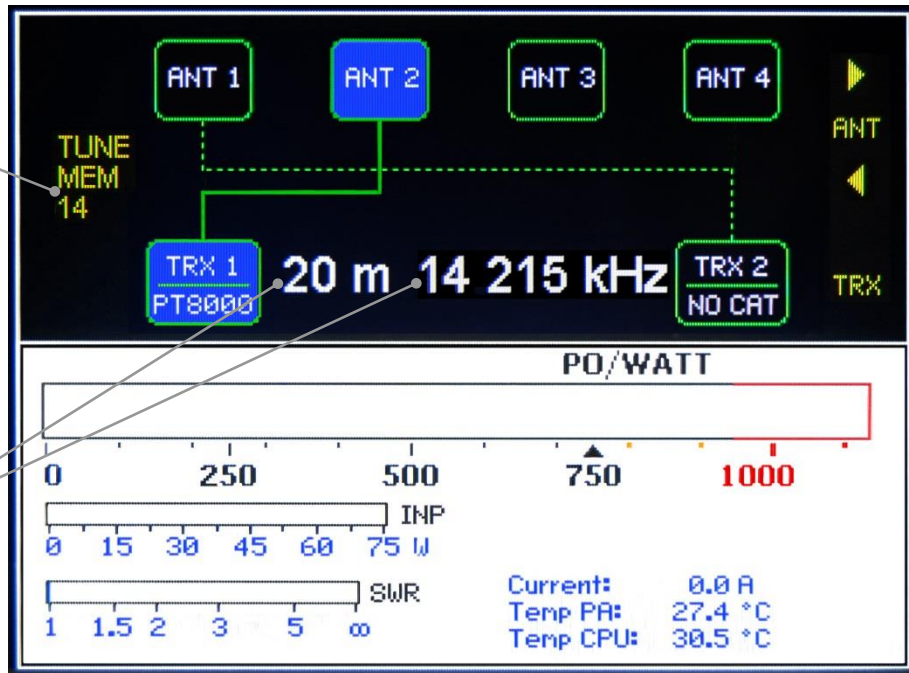 ANT 1 ANT 2 ANT 3 ANT 4
ANT
TUNE
MEM
14
TRX 1 20 m 14 215 kHz TRX 2 TRX
PT8000 NO CAT
PO/WATT
0 250 500 750 1000
INP
0 15 30 45 60 75 W
SWR
1 1.5 2 3 5 ∞
Current: 0.0 A
Temp PA: 27.4 °C
Temp CPU: 30.5 °C